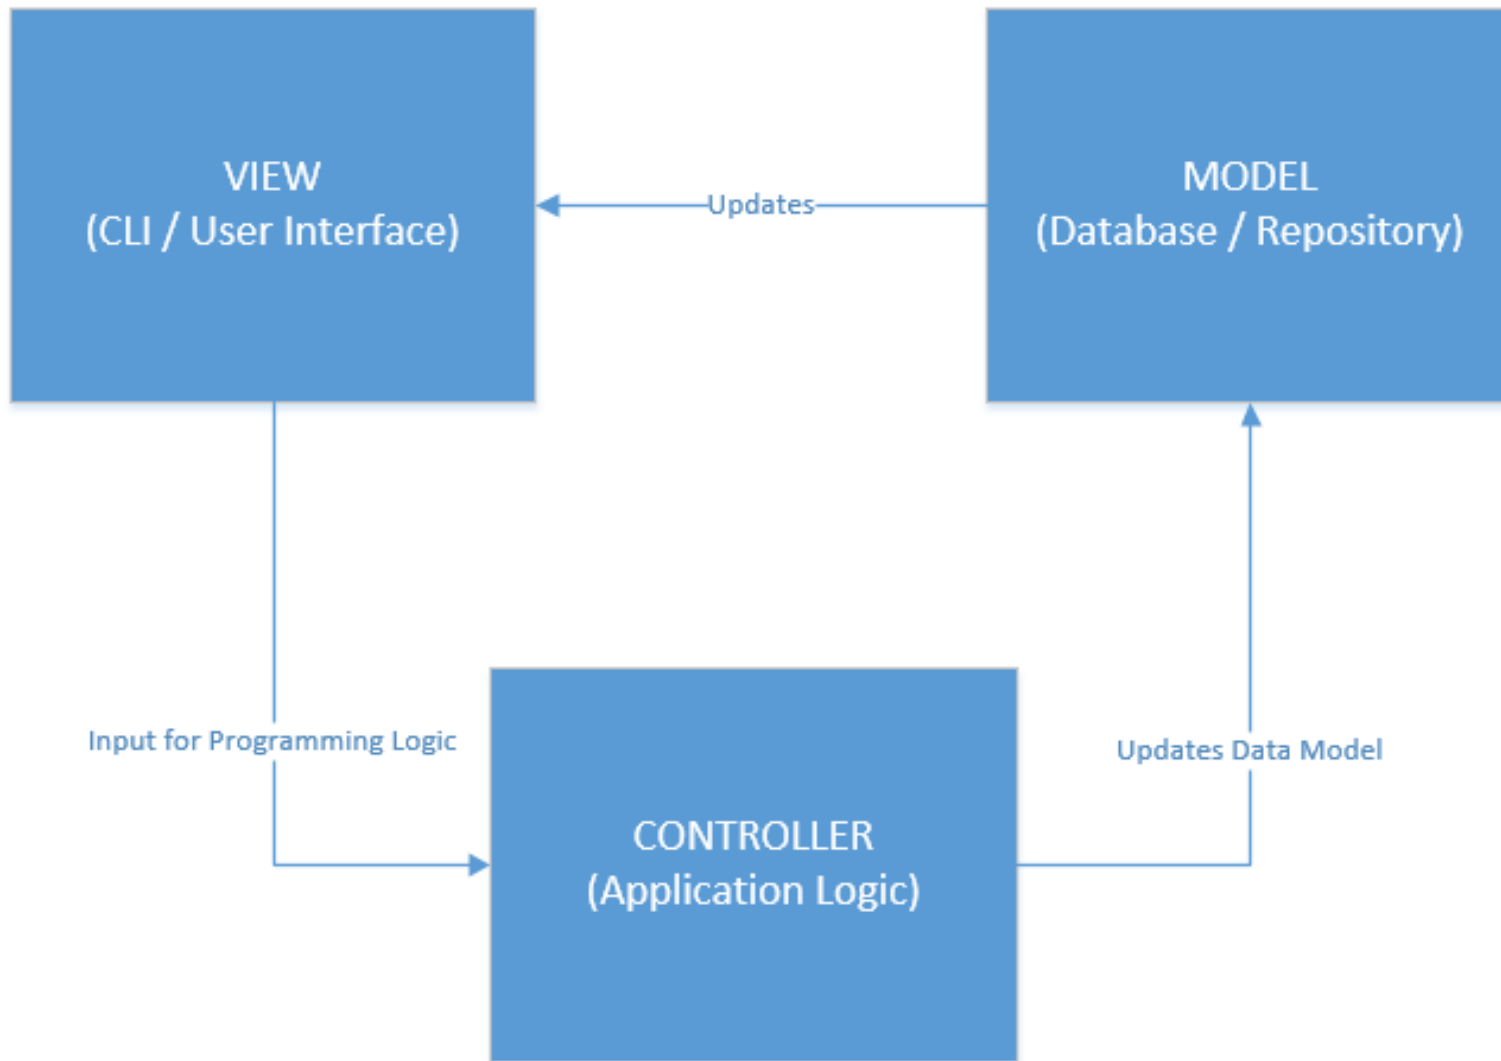 VIEW
(CLI / User Interface)
Updates
MODEL
(Database / Repository)
Input for Programming Logic
Updates Data Model
CONTROLLER
(Application Logic)